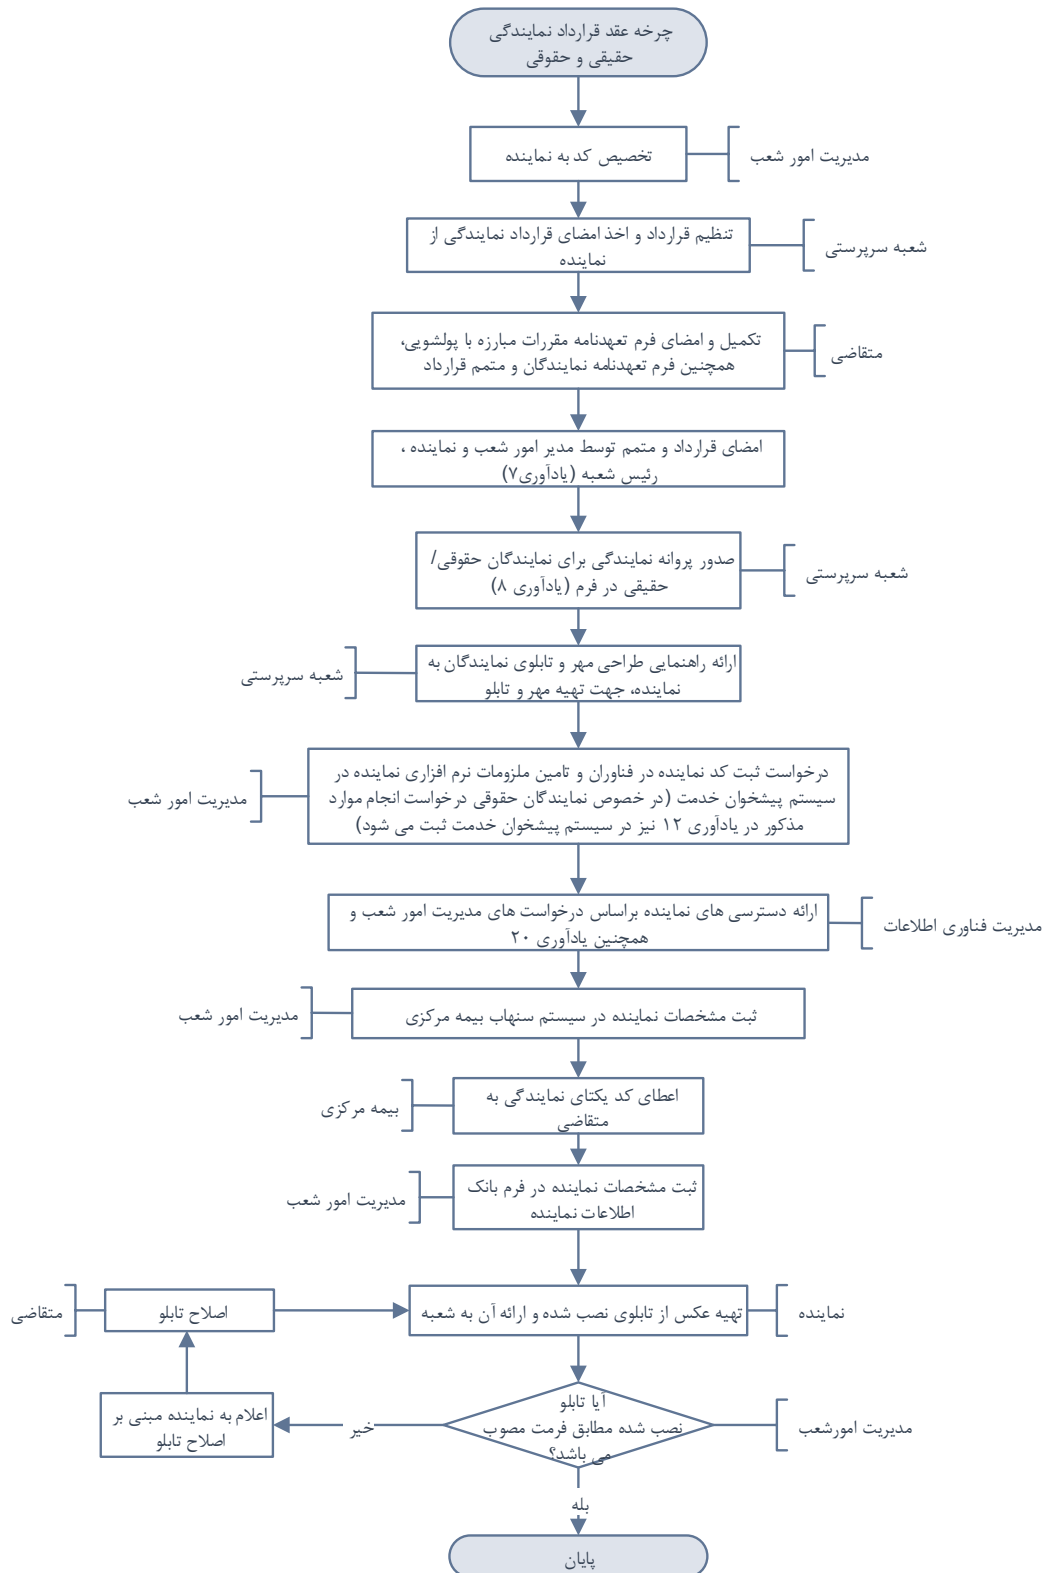 چرخه عقد قرارداد نمایندگی
حقیقی و حقوقی
تخصیص کد به نماینده
مدیریت امور شعب
تنظیم قرارداد و اخذ امضای قرارداد نمایندگی از
نماینده
شعبه سرپرستی
تکمیل و امضای فرم تعهدنامه مقررات مبارزه با پولشویی،
همچنین فرم تعهدنامه نمایندگان و متمم قرارداد
متقاضی
امضای قرارداد و متمم توسط مدیر امور شعب و نماینده ،
رئیس شعبه (یادآوری۷)
صدور پروانه نمایندگی برای نمایندگان حقوقی/
حقیقی در فرم (یادآوری ۸)
شعبه سرپرستی
ارائه راهنمایی طراحی مهر و تابلوی نمایندگان به
نماینده، جهت تهیه مهر و تابلو
شعبه سرپرستی
درخواست ثبت کد نماینده در فناوران و تامین ملزومات نرم افزاری نماینده در
سیستم پیشخوان خدمت (در خصوص نمایندگان حقوقی درخواست انجام موارد
مذکور در یادآوری ۱۲ نیز در سیستم پیشخوان خدمت ثبت می شود)
مدیریت امور شعب
ارائه دسترسی های نماینده براساس درخواست های مدیریت امور شعب و
همچنین یادآوری ۲۰
مدیریت فناوری اطلاعات
ثبت مشخصات نماینده در سیستم سنهاب بیمه مرکزی
مدیریت امور شعب
اعطای کد یکتای نمایندگی به
متقاضی
بیمه مرکزی
ثبت مشخصات نماینده در فرم بانک
اطلاعات نماینده
مدیریت امور شعب
تهیه عکس از تابلوی نصب شده و ارائه آن به شعبه
نماینده
اصلاح تابلو
متقاضی
آیا تابلو
نصب شده مطابق فرمت مصوب
می باشد؟
مدیریت امورشعب
خیر
اعلام به نماینده مبنی بر
اصلاح تابلو
بله
پایان